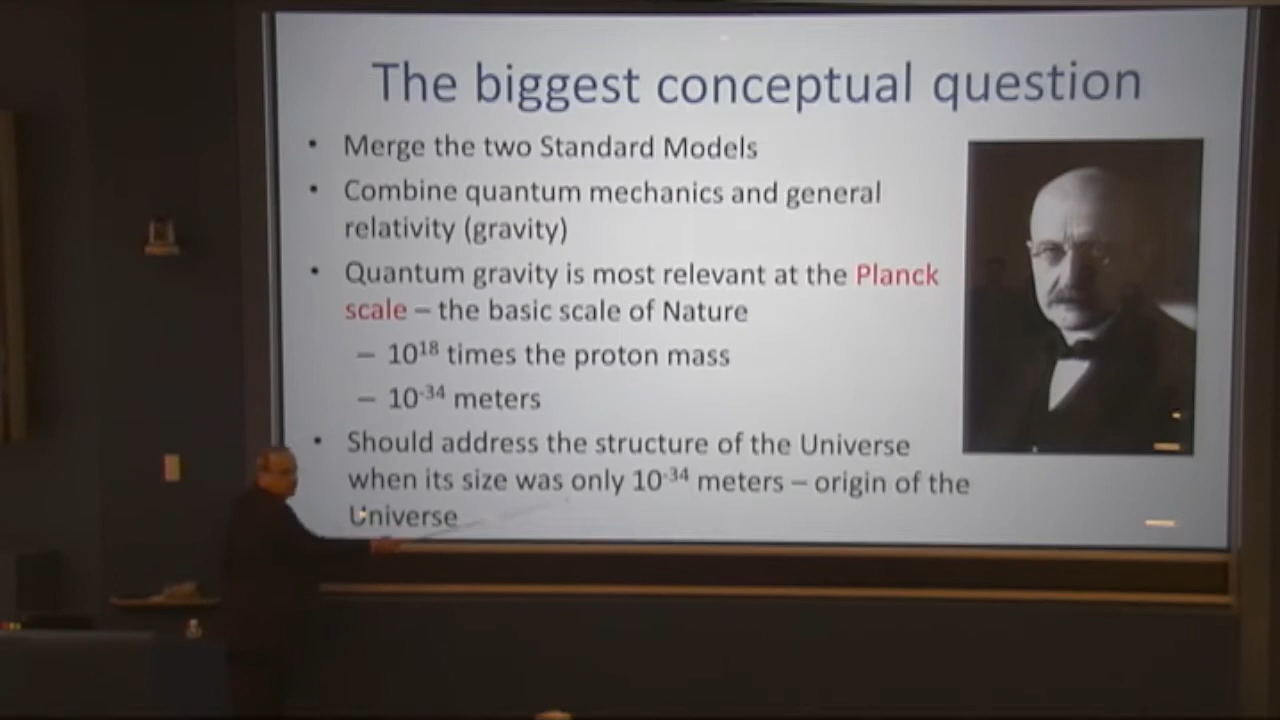 The biggest conceptual question
• Merge the two Standard Models
• Combine quantum mechanics and general
relativity (gravity)
• Quantum gravity is most relevant at the Planck
scale – the basic scale of Nature
– 10¹⁸ times the proton mass
– 10⁻³⁴ meters
• Should address the structure of the Universe
when its size was only 10⁻³⁴ meters – origin of the
Universe